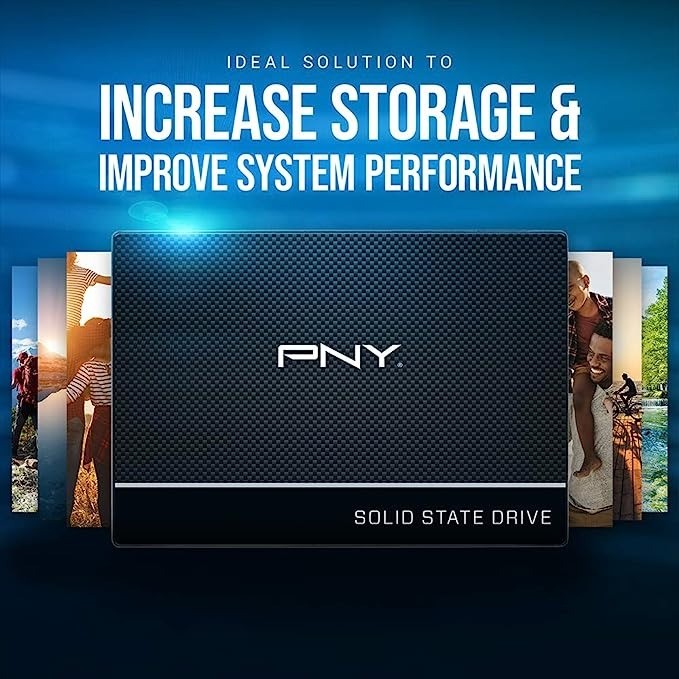 IDEAL SOLUTION TO
INCREASE STORAGE &
IMPROVE SYSTEM PERFORMANCE
PNY®
SOLID STATE DRIVE